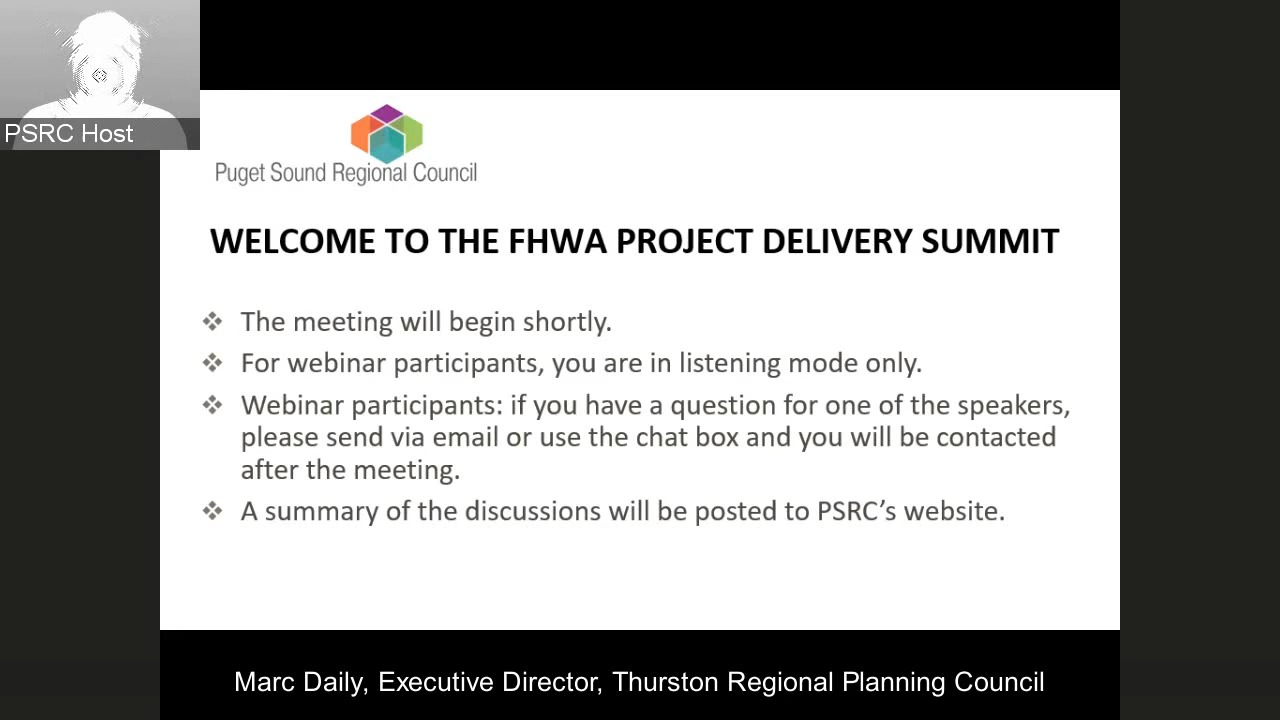 PSRC Host
Puget Sound Regional Council
WELCOME TO THE FHWA PROJECT DELIVERY SUMMIT
❖ The meeting will begin shortly.
❖ For webinar participants, you are in listening mode only.
❖ Webinar participants: if you have a question for one of the speakers,
please send via email or use the chat box and you will be contacted
after the meeting.
❖ A summary of the discussions will be posted to PSRC’s website.
Marc Daily, Executive Director, Thurston Regional Planning Council